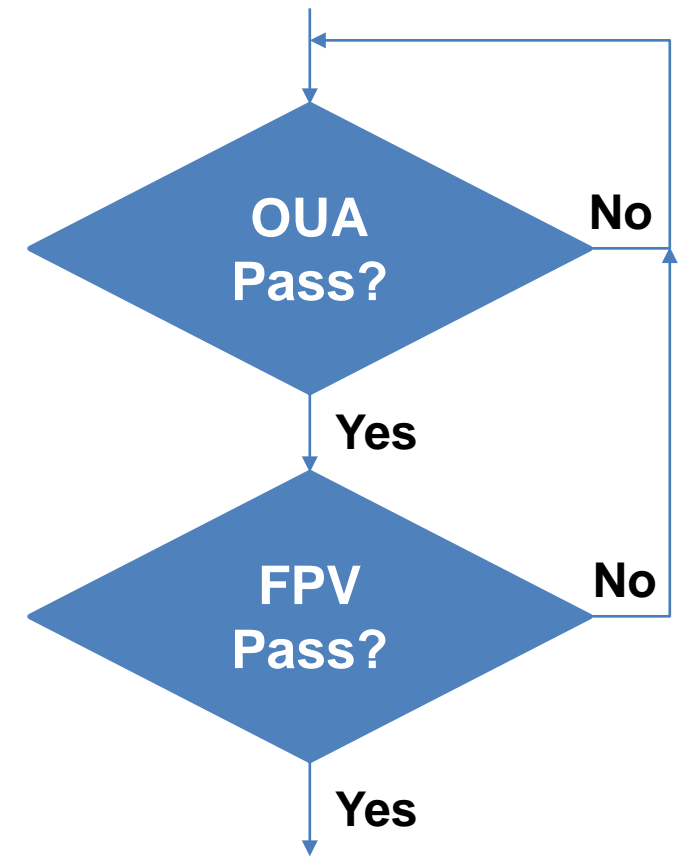 OUA
Pass?
No
Yes
FPV
Pass?
No
Yes